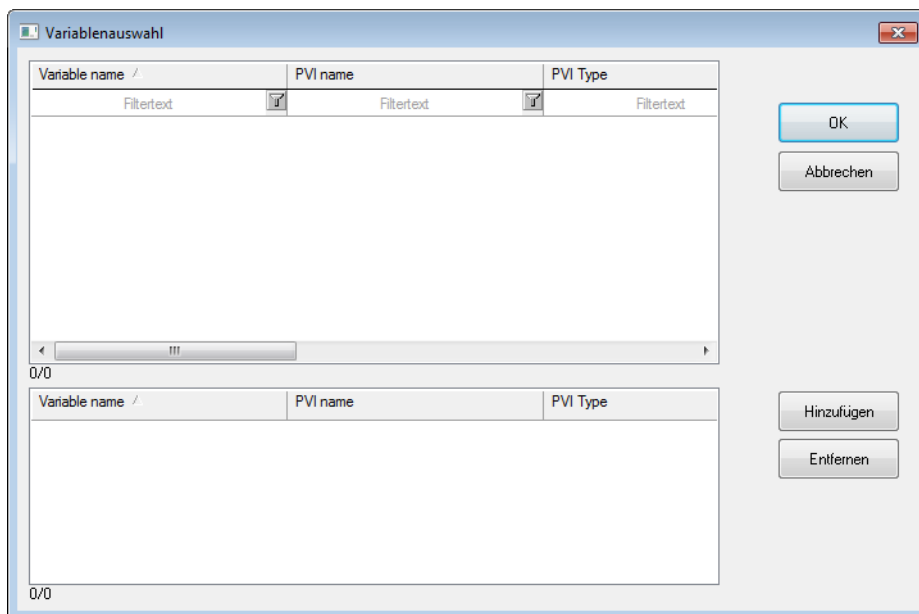 Variablenauswahl
Variable name PVI name PVI Type
Filtertext Filtertext Filtertext
OK
Abbrechen
0/0
Variable name PVI name PVI Type
Hinzufügen
Entfernen
0/0